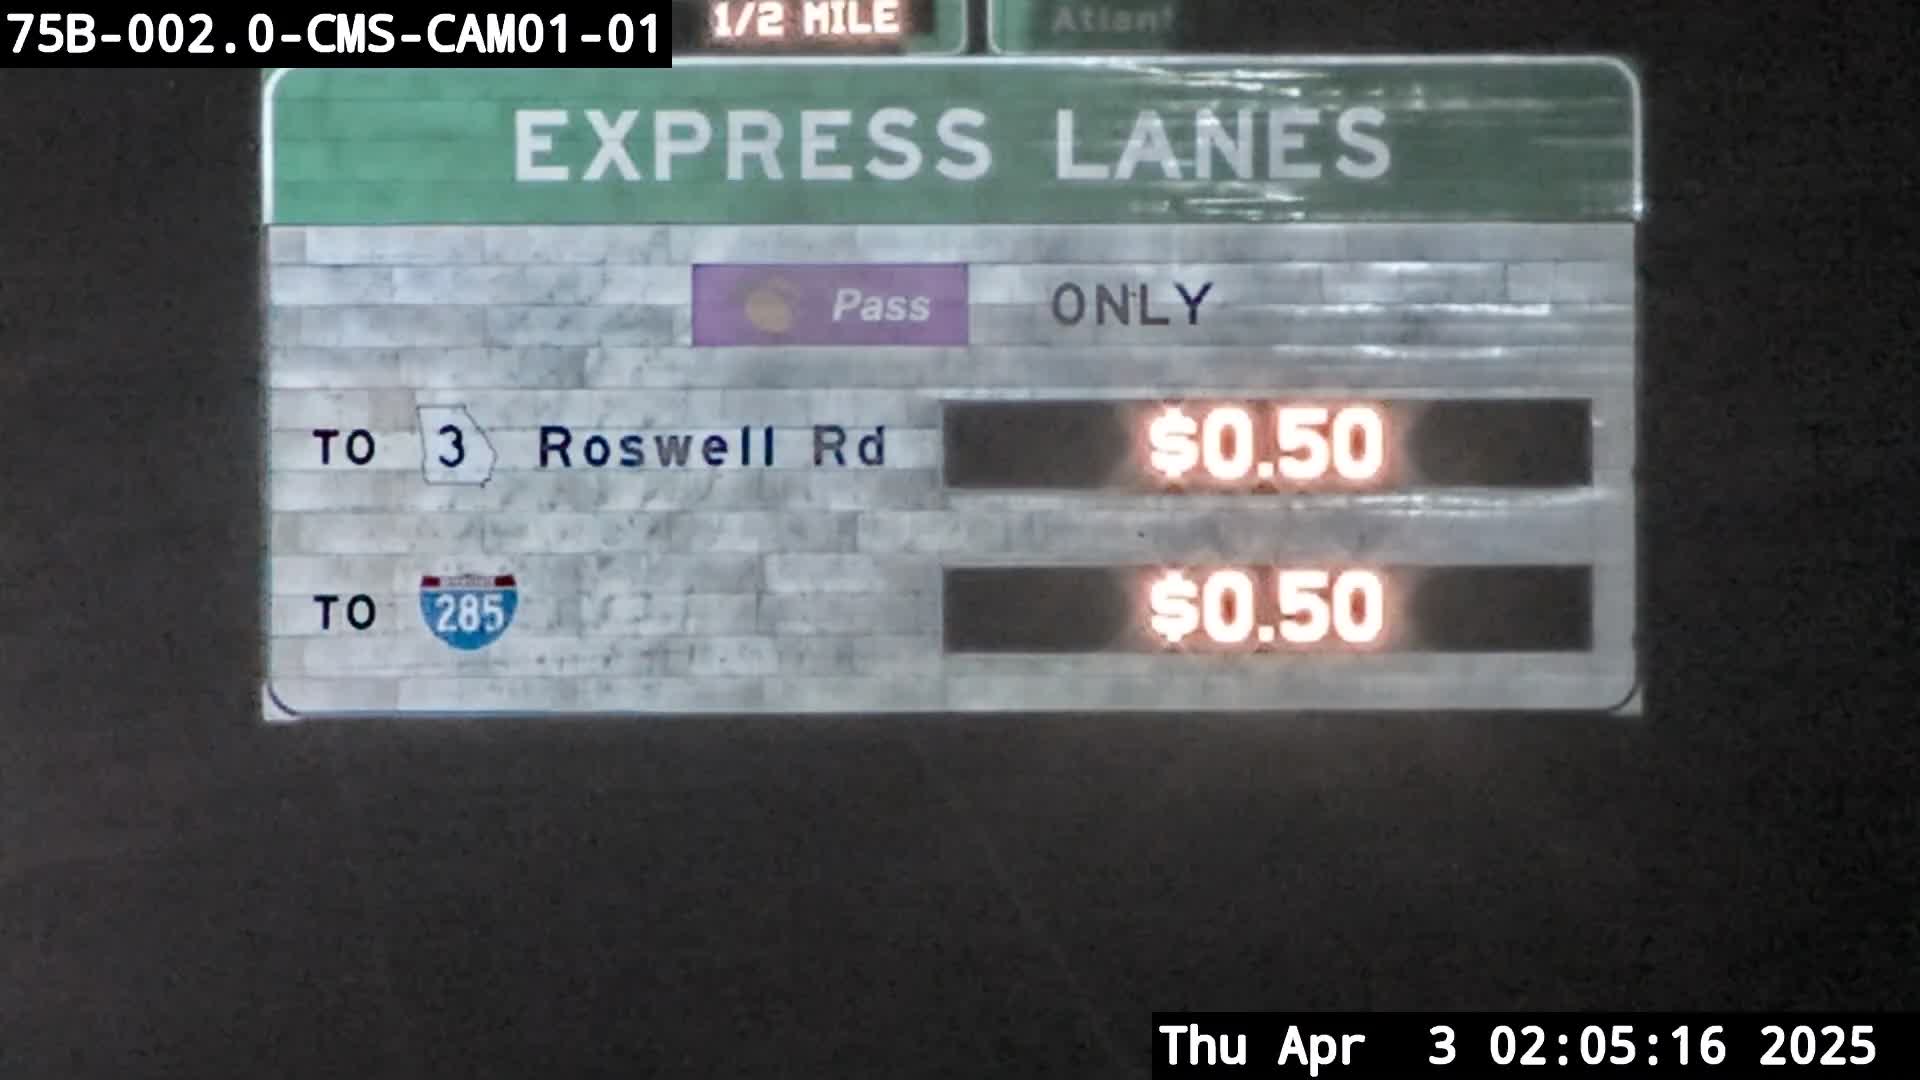 75B-002.0-CMS-CAM01-01
1/2 MILE
EXPRESS LANES
Pass ONLY
TO 3 Roswell Rd $0.50
TO 285 $0.50
Thu Apr 3 02:05:16 2025